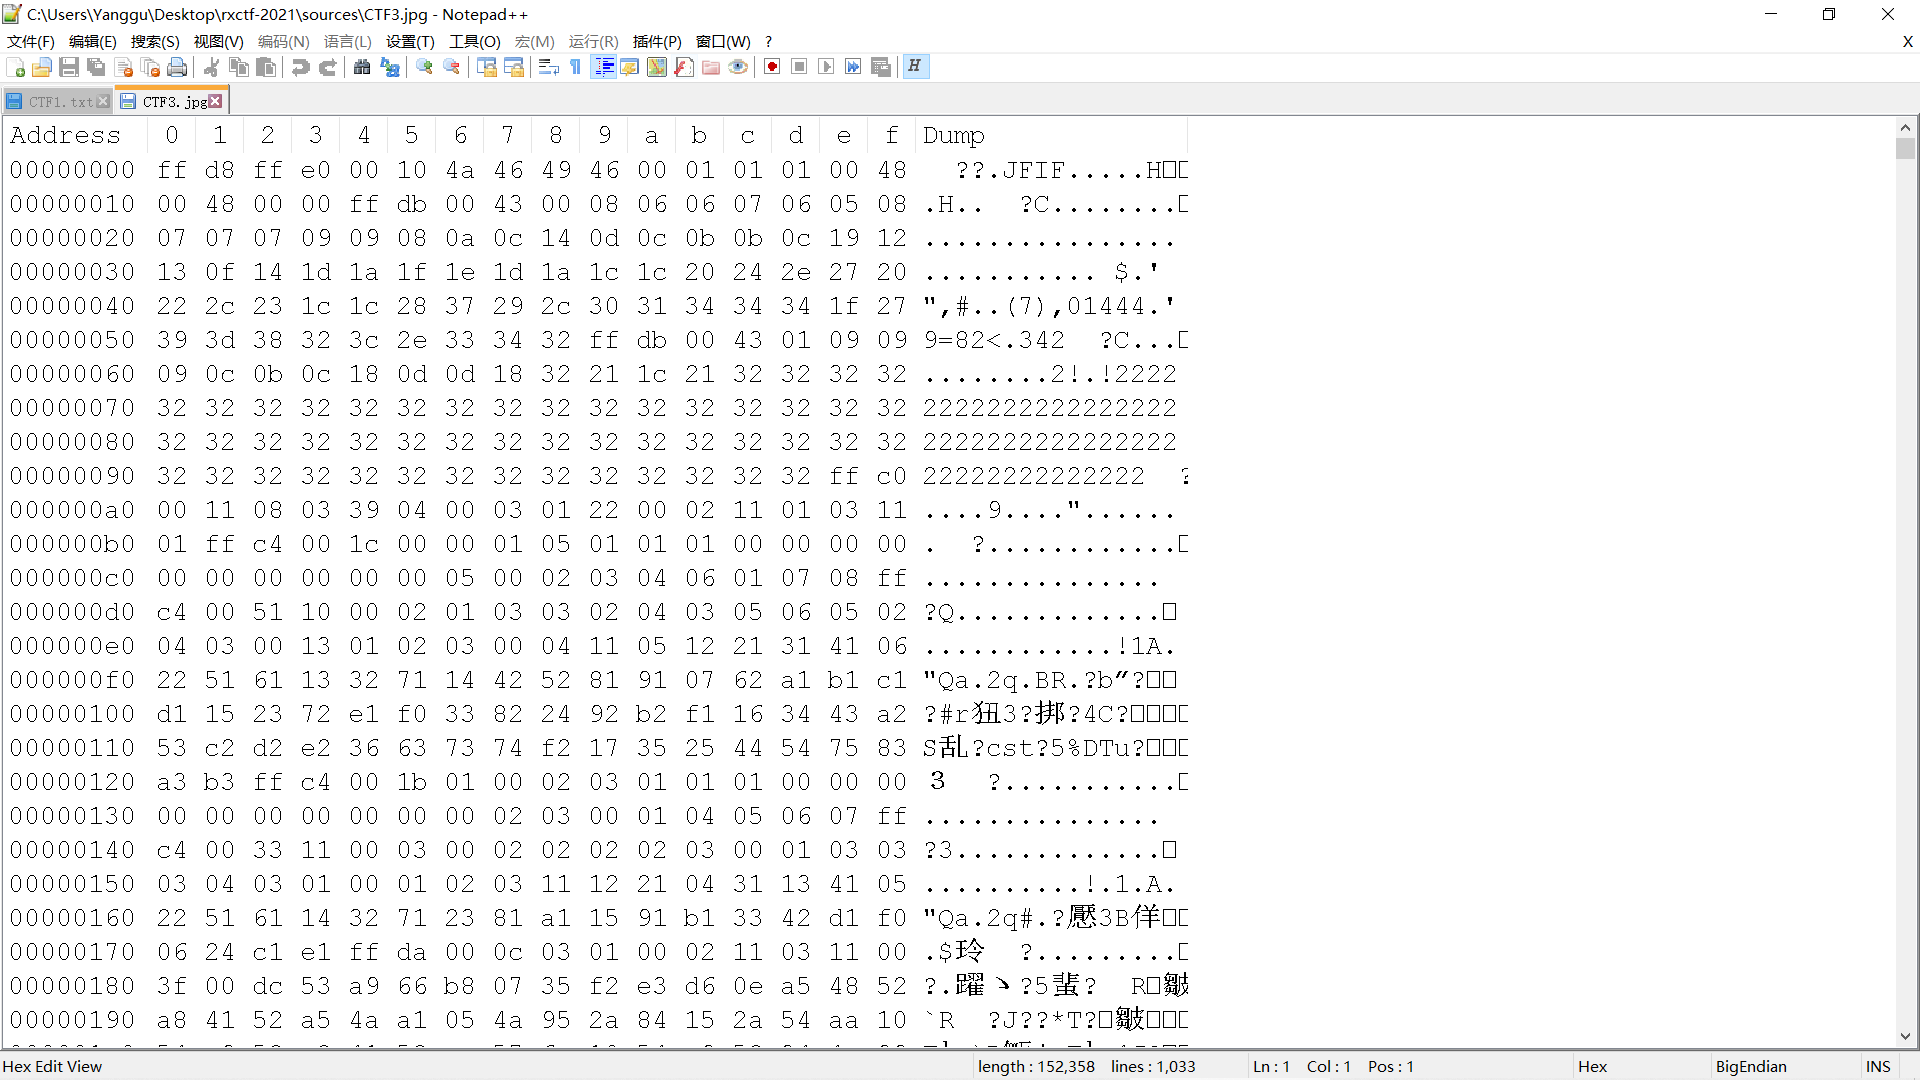 C:\Users\Yanggu\Desktop\rxctf-2021\sources\CTF3.jpg - Notepad++
文件(F) 编辑(E) 搜索(S) 视图(V) 编码(N) 语言(L) 设置(T) 工具(O) 宏(M) 运行(R) 插件(P) 窗口(W) ? X
CTF1.txt CTF3.jpg
Address 0 1 2 3 4 5 6 7 8 9 a b c d e f Dump
00000000 ff d8 ff e0 00 10 4a 46 49 46 00 01 01 01 00 48 ??.JFIF.....H
00000010 00 48 00 00 ff db 00 43 00 08 06 06 07 06 05 08 .H.. ?C........
00000020 07 07 07 09 09 08 0a 0c 14 0d 0c 0b 0b 0c 19 12 ................
00000030 13 0f 14 1d 1a 1f 1e 1d 1a 1c 1c 20 24 2e 27 20 ........... $.'
00000040 22 2c 23 1c 1c 28 37 29 2c 30 31 34 34 34 1f 27 ",#..(7),01444.'
00000050 39 3d 38 32 3c 2e 33 34 32 ff db 00 43 01 09 09 9=82<.342 ?C...
00000060 09 0c 0b 0c 18 0d 0d 18 32 21 1c 21 32 32 32 32 ........2!.!2222
00000070 32 32 32 32 32 32 32 32 32 32 32 32 32 32 32 32 2222222222222222
00000080 32 32 32 32 32 32 32 32 32 32 32 32 32 32 32 32 2222222222222222
00000090 32 32 32 32 32 32 32 32 32 32 32 32 32 32 ff c0 22222222222222 ?
000000a0 00 11 08 03 39 04 00 03 01 22 00 02 11 01 03 11 ....9...."......
000000b0 01 ff c4 00 1c 00 00 01 05 01 01 01 00 00 00 00 . ?............
000000c0 00 00 00 00 00 00 05 00 02 03 04 06 01 07 08 ff ...............
000000d0 c4 00 51 10 00 02 01 03 03 02 04 03 05 06 05 02 ?Q.............
000000e0 04 03 00 13 01 02 03 00 04 11 05 12 21 31 41 06 ............!1A.
000000f0 22 51 61 13 32 71 14 42 52 81 91 07 62 a1 b1 c1 "Qa.2q.BR.?b″?
00000100 d1 15 23 72 e1 f0 33 82 24 92 b2 f1 16 34 43 a2 ?#r狃3?掷?4C?
00000110 53 c2 d2 e2 36 63 73 74 f2 17 35 25 44 54 75 83 S乱?cst?5%DTu?
00000120 a3 b3 ff c4 00 1b 01 00 02 03 01 01 01 00 00 00 3 ?...........
00000130 00 00 00 00 00 00 00 02 03 00 01 04 05 06 07 ff ...............
00000140 c4 00 33 11 00 03 00 02 02 02 02 03 00 01 03 03 ?3.............
00000150 03 04 03 01 00 01 02 03 11 12 21 04 31 13 41 05 ..........!.1.A.
00000160 22 51 61 14 32 71 23 81 a1 15 91 b1 33 42 d1 f0 "Qa.2q#.?懕3B佯
00000170 06 24 c1 e1 ff da 00 0c 03 01 00 02 11 03 11 00 .$玲 ?.........
00000180 3f 00 dc 53 a9 66 b8 07 35 f2 e3 d6 0e a5 48 52 ?.躍ヽ?5蜚? R皺
00000190 a8 41 52 a5 4a a1 05 4a 95 2a 84 15 2a 54 aa 10 `R ?J??*T?皺
Hex Edit View length : 152,358 lines : 1,033 Ln : 1 Col : 1 Pos : 1 Hex BigEndian INS